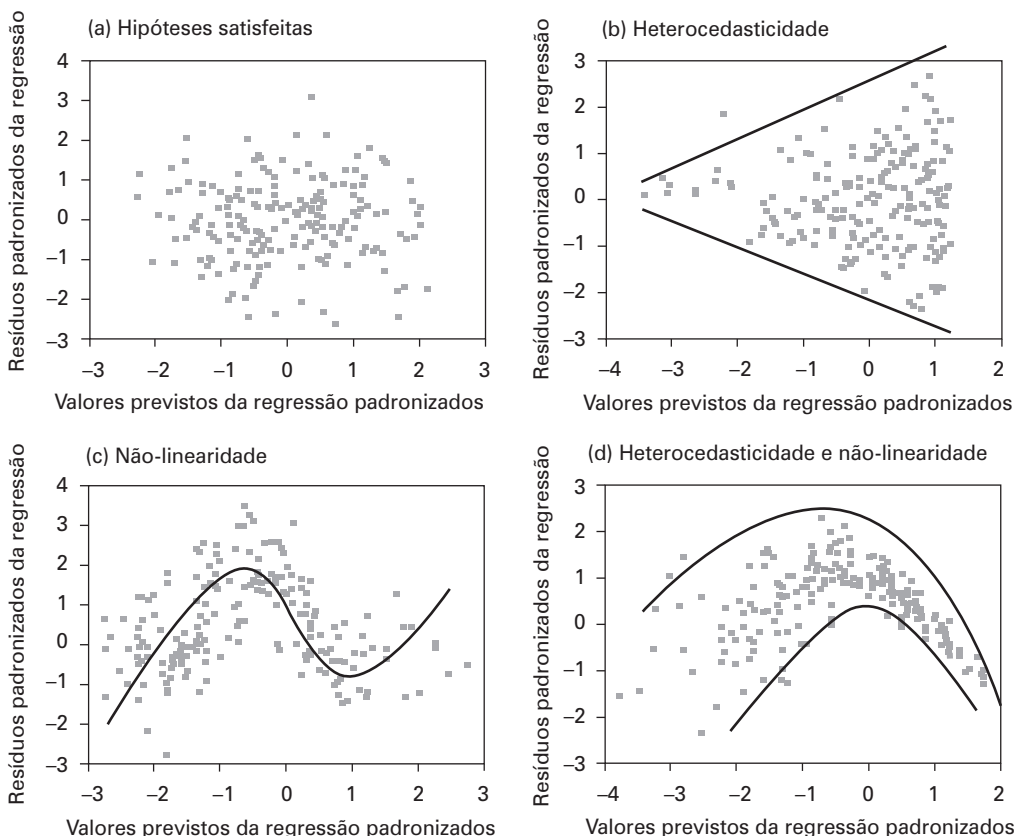 (a) Hipóteses satisfeitas
Resíduos padronizados da regressão
4
3
2
1
0
–1
–2
–3
–3 –2 –1 0 1 2 3
Valores previstos da regressão padronizados
(b) Heterocedasticidade
Resíduos padronizados da regressão
3
2
1
0
–1
–2
–3
–4 –3 –2 –1 0 1 2
Valores previstos da regressão padronizados
(c) Não-linearidade
Resíduos padronizados da regressão
4
3
2
1
0
–1
–2
–3
–3 –2 –1 0 1 2 3
Valores previstos da regressão padronizados
(d) Heterocedasticidade e não-linearidade
Resíduos padronizados da regressão
3
2
1
0
–1
–2
–3
–4 –3 –2 –1 0 1 2
Valores previstos da regressão padronizados